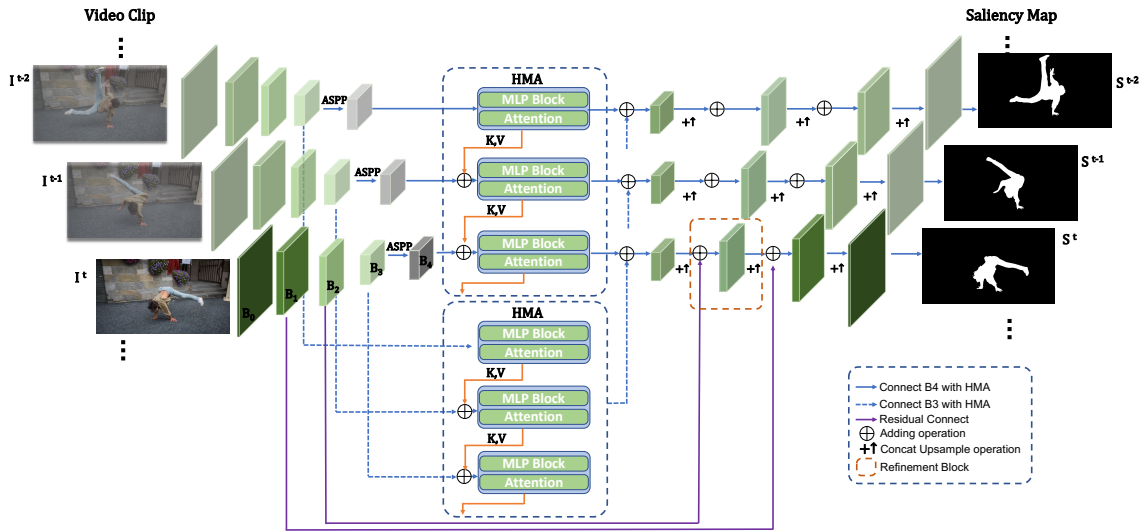 Video Clip
Saliency Map
I t-2
ASPP
HMA
MLP Block
Attention
K,V
+↑
+↑
+↑
S t-2
I t-1
ASPP
MLP Block
Attention
K,V
+↑
+↑
+↑
S t-1
I t
B0
B1
B2
B3
ASPP
B4
MLP Block
Attention
+↑
+↑
+↑
S t
HMA
MLP Block
Attention
K,V
MLP Block
Attention
K,V
MLP Block
Attention
Connect B4 with HMA
Connect B3 with HMA
Residual Connect
Adding operation
+↑ Concat Upsample operation
Refinement Block